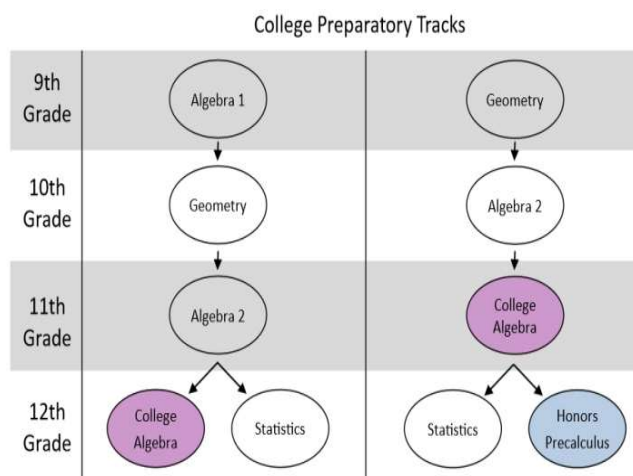 College Preparatory Tracks
9th
Grade
Algebra 1
Geometry
10th
Grade
Geometry
Algebra 2
11th
Grade
Algebra 2
College
Algebra
12th
Grade
College
Algebra
Statistics
Statistics
Honors
Precalculus